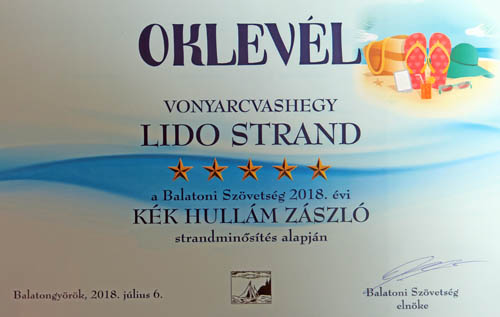 OKLEVÉL
VONYARCVASHEGY
LIDO STRAND
a Balatoni Szövetség 2018. évi
KÉK HULLÁM ZÁSZLÓ
strandminősítés alapján
Balatongyörök, 2018. július 6.
Balatoni Szövetség
elnöke